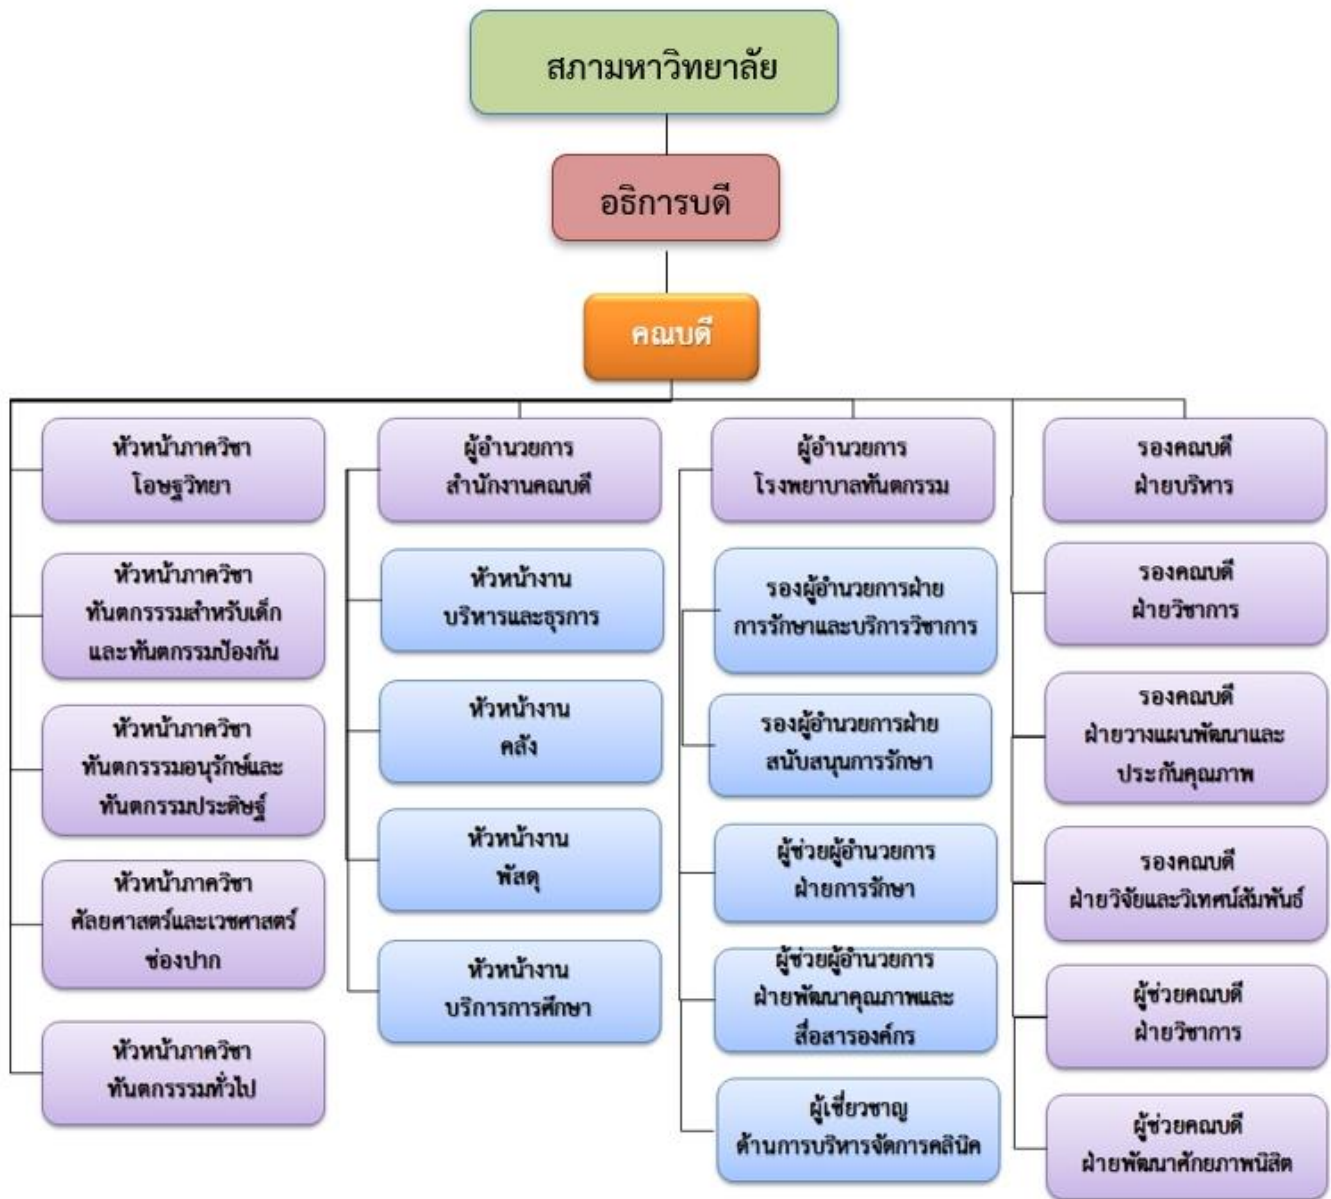 สภามหาวิทยาลัย
อธิการบดี
คณบดี
หัวหน้าภาควิชา
โอษฐวิทยา
หัวหน้าภาควิชา
ทันตกรรมสำหรับเด็ก
และทันตกรรมป้องกัน
หัวหน้าภาควิชา
ทันตกรรมอนุรักษ์และ
ทันตกรรมประดิษฐ์
หัวหน้าภาควิชา
ศัลยศาสตร์และเวชศาสตร์
ช่องปาก
หัวหน้าภาควิชา
ทันตกรรมทั่วไป
ผู้อำนวยการ
สำนักงานคณบดี
หัวหน้างาน
บริหารและธุรการ
หัวหน้างาน
คลัง
หัวหน้างาน
พัสดุ
หัวหน้างาน
บริการการศึกษา
ผู้อำนวยการ
โรงพยาบาลทันตกรรม
รองผู้อำนวยการฝ่าย
การรักษาและบริการวิชาการ
รองผู้อำนวยการฝ่าย
สนับสนุนการรักษา
ผู้ช่วยผู้อำนวยการ
ฝ่ายการรักษา
ผู้ช่วยผู้อำนวยการ
ฝ่ายพัฒนาคุณภาพและ
สื่อสารองค์กร
ผู้เชี่ยวชาญ
ด้านการบริหารจัดการคลินิค
รองคณบดี
ฝ่ายบริหาร
รองคณบดี
ฝ่ายวิชาการ
รองคณบดี
ฝ่ายวางแผนพัฒนาและ
ประกันคุณภาพ
รองคณบดี
ฝ่ายวิจัยและวิเทศน์สัมพันธ์
ผู้ช่วยคณบดี
ฝ่ายวิชาการ
ผู้ช่วยคณบดี
ฝ่ายพัฒนาศักยภาพนิสิต